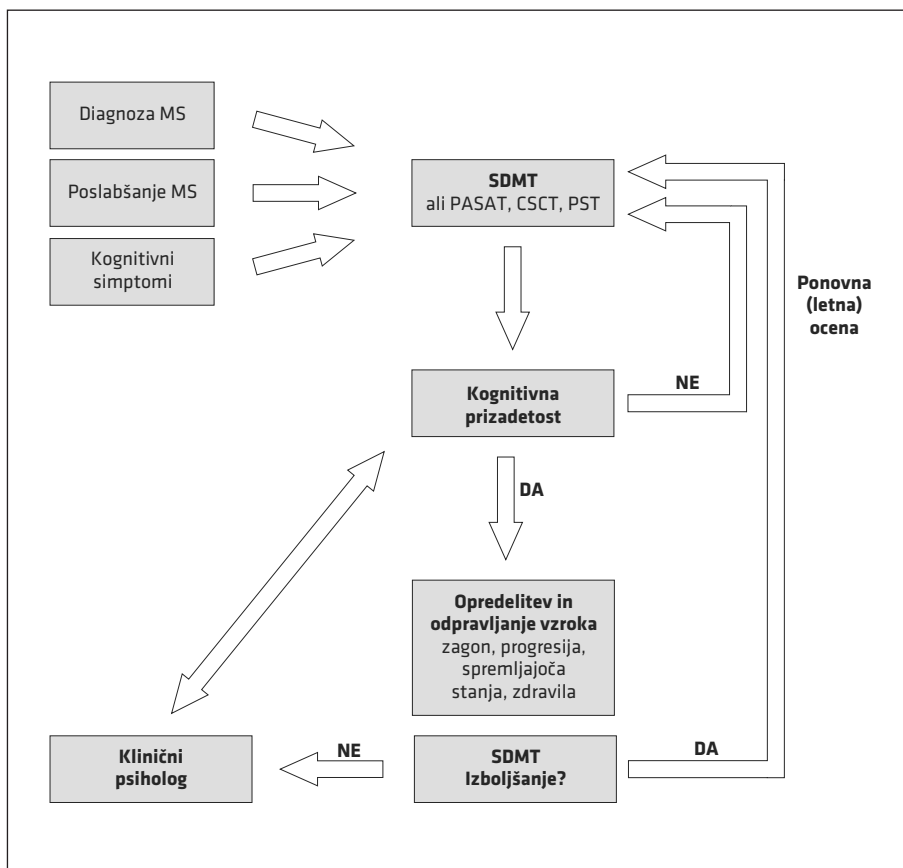 Diagnoza MS
Poslabšanje MS
Kognitivni
simptomi
SDMT
ali PASAT, CSCT, PST
Ponovna
(letna)
ocena
Kognitivna
prizadetost
NE
DA
Opredelitev in
odpravljanje vzroka
zagon, progresija,
spremljajoča
stanja, zdravila
Klinični
psiholog
NE
SDMT
Izboljšanje?
DA